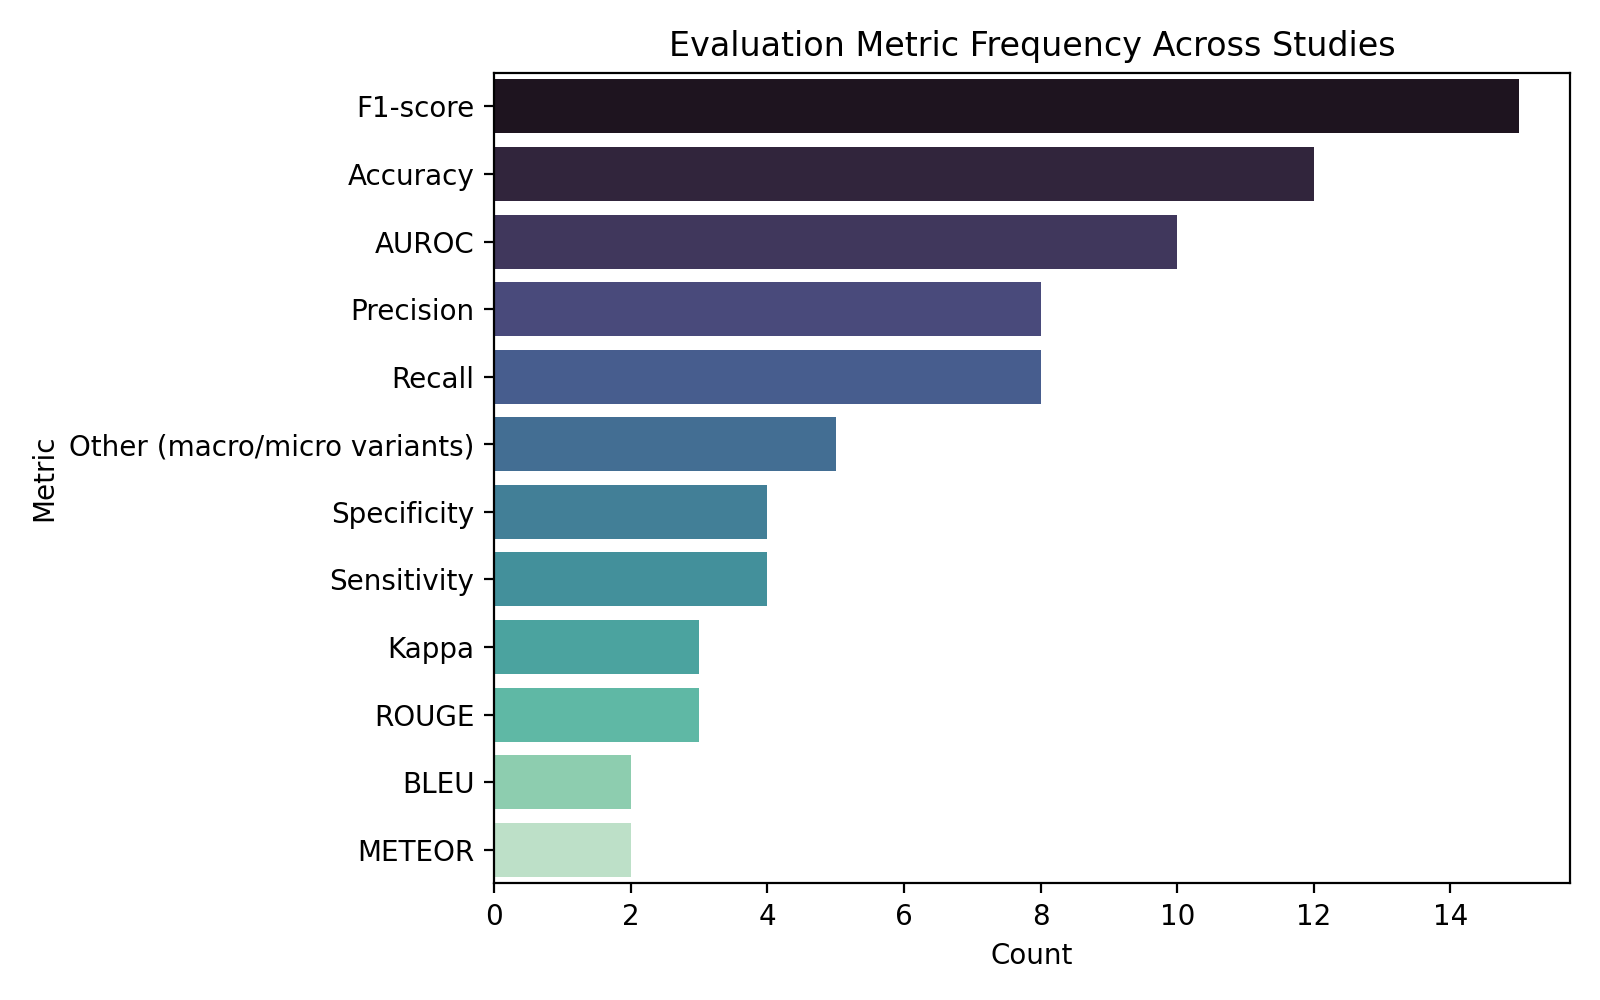 Evaluation Metric Frequency Across Studies
F1-score
Accuracy
AUROC
Precision
Recall
Other (macro/micro variants)
Specificity
Sensitivity
Kappa
ROUGE
BLEU
METEOR
Metric
0 2 4 6 8 10 12 14
Count